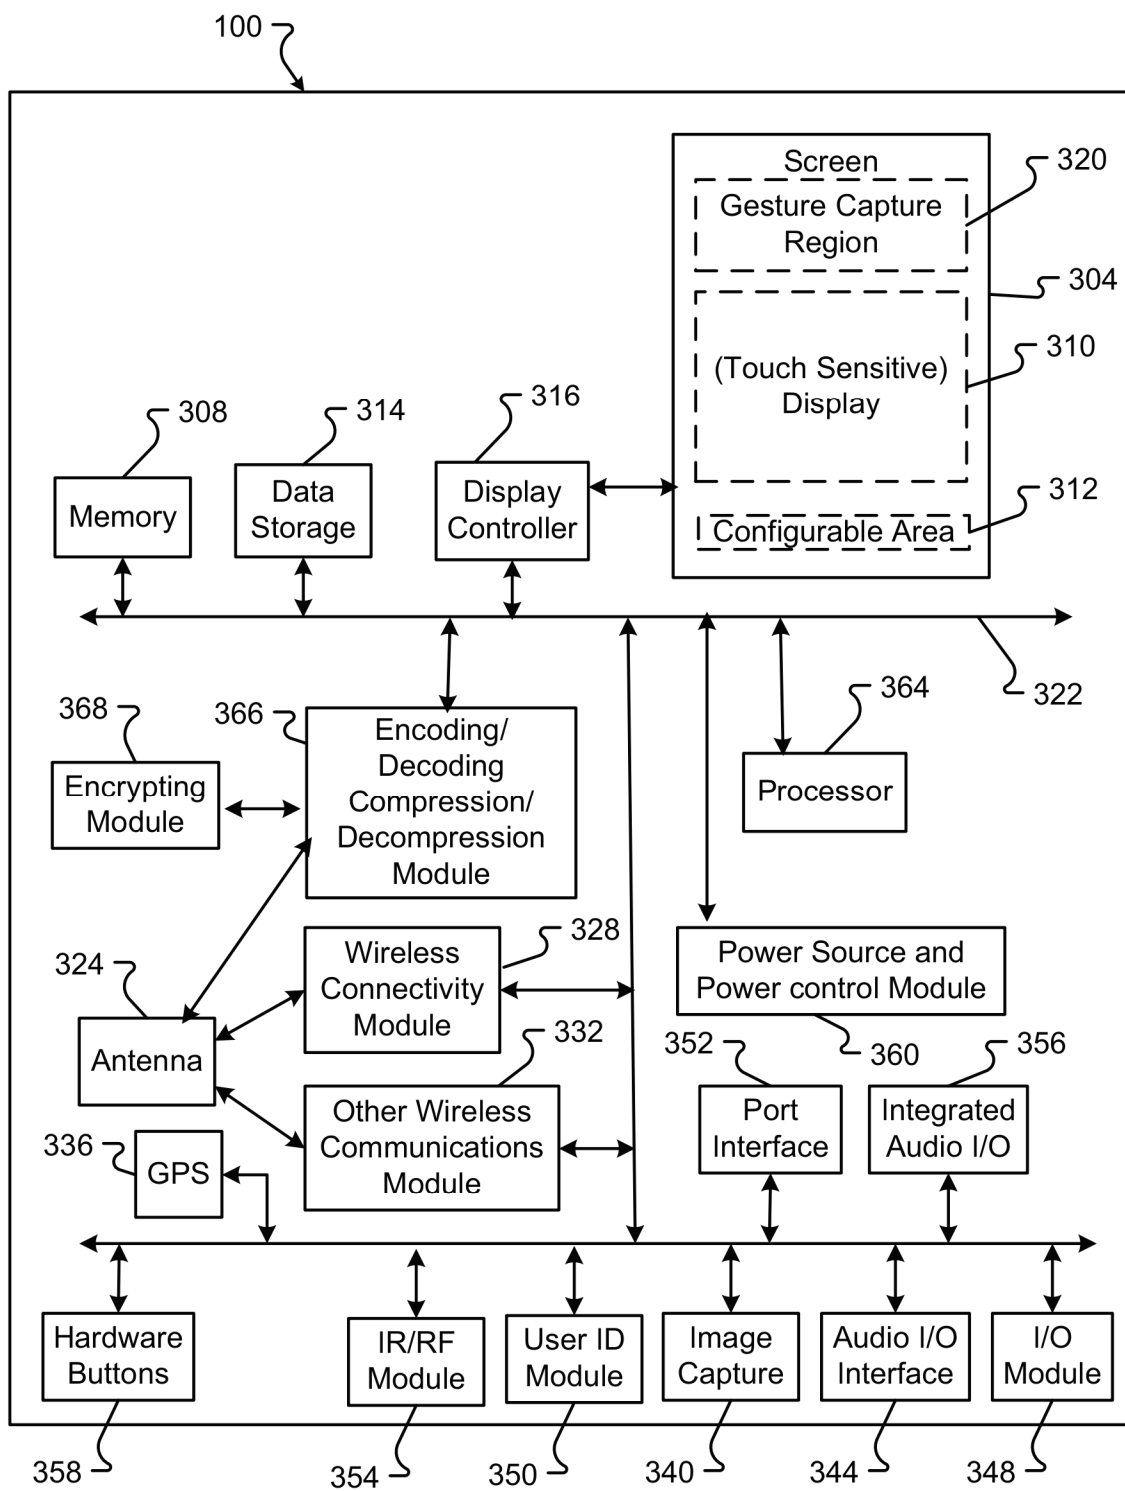 100
Screen
320
Gesture Capture
Region
304
310
(Touch Sensitive)
Display
308
314
316
312
Memory
Data
Storage
Display
Controller
Configurable Area
322
364
368
366
Encoding/
Decoding
Compression/
Decompression
Module
Encrypting
Module
Processor
328
Wireless
Connectivity
Module
324
Antenna
332
Power Source and
Power control Module
360
352
356
Other Wireless
Communications
Module
Port
Interface
Integrated
Audio I/O
336
GPS
Hardware
Buttons
IR/RF
Module
User ID
Module
Image
Capture
Audio I/O
Interface
I/O
Module
358
354
350
340
344
348